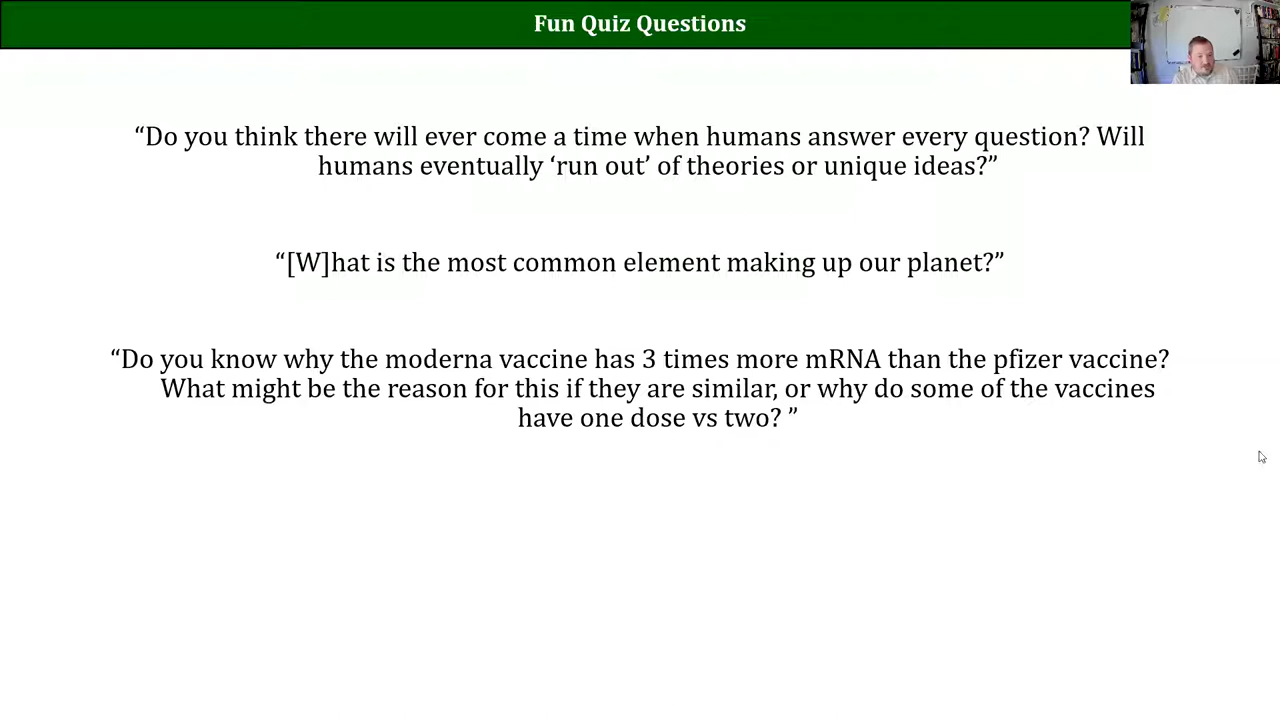 Fun Quiz Questions
“Do you think there will ever come a time when humans answer every question? Will
humans eventually ‘run out’ of theories or unique ideas?”
“[W]hat is the most common element making up our planet?”
“Do you know why the moderna vaccine has 3 times more mRNA than the pfizer vaccine?
What might be the reason for this if they are similar, or why do some of the vaccines
have one dose vs two? ”